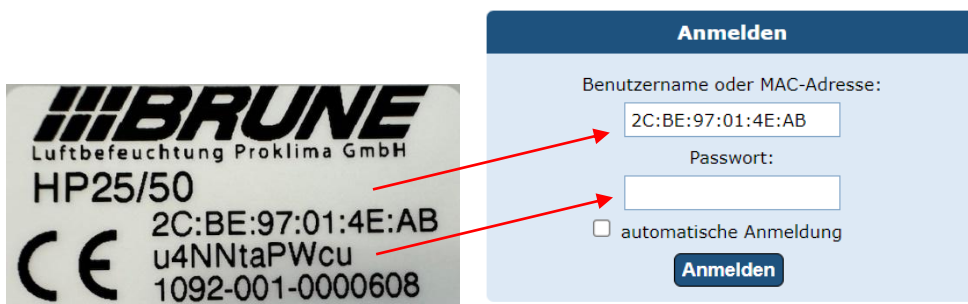 BRUNE
Luftbefeuchtung Proklima GmbH
HP25/50
2C:BE:97:01:4E:AB
CE
u4NNtaPWcu
1092-001-0000608
Anmelden
Benutzername oder MAC-Adresse:
2C:BE:97:01:4E:AB
Passwort:
automatische Anmeldung
Anmelden